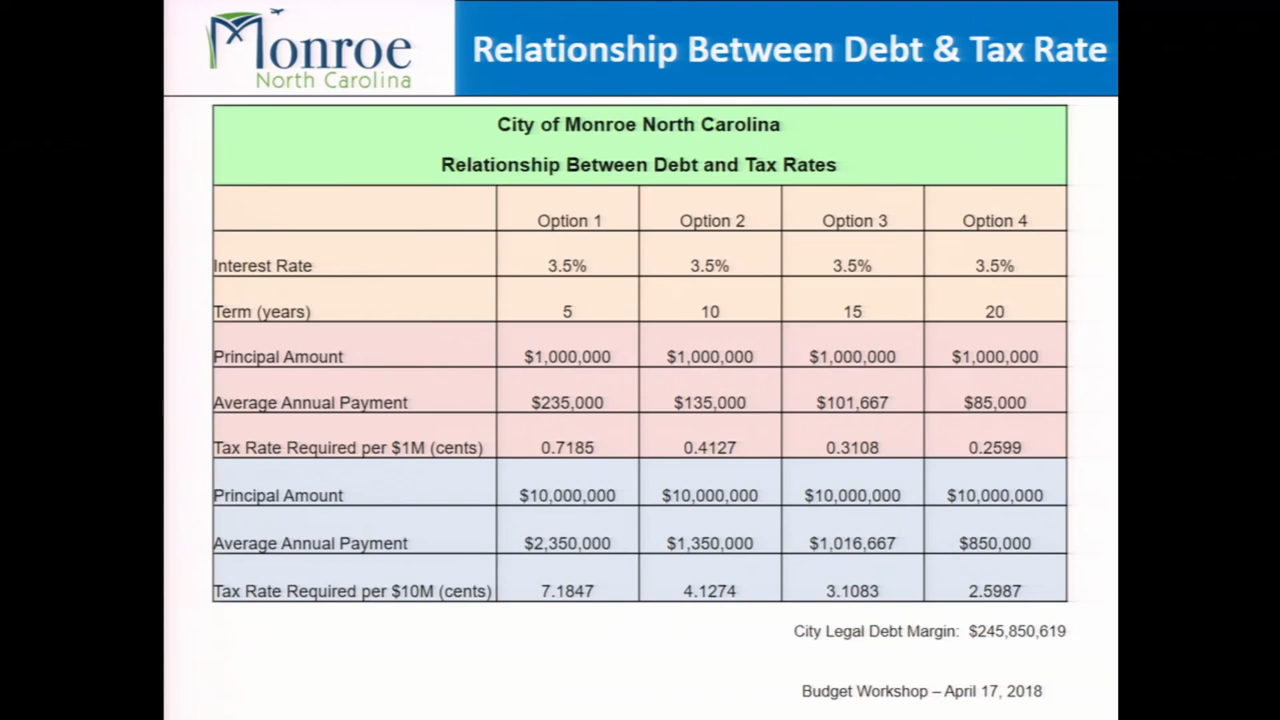 Monroe
North Carolina
Relationship Between Debt & Tax Rate
City of Monroe North Carolina
Relationship Between Debt and Tax Rates
Option 1 Option 2 Option 3 Option 4
Interest Rate 3.5% 3.5% 3.5% 3.5%
Term (years) 5 10 15 20
Principal Amount $1,000,000 $1,000,000 $1,000,000 $1,000,000
Average Annual Payment $235,000 $135,000 $101,667 $85,000
Tax Rate Required per $1M (cents) 0.7185 0.4127 0.3108 0.2599
Principal Amount $10,000,000 $10,000,000 $10,000,000 $10,000,000
Average Annual Payment $2,350,000 $1,350,000 $1,016,667 $850,000
Tax Rate Required per $10M (cents) 7.1847 4.1274 3.1083 2.5987
City Legal Debt Margin: $245,850,619
Budget Workshop – April 17, 2018